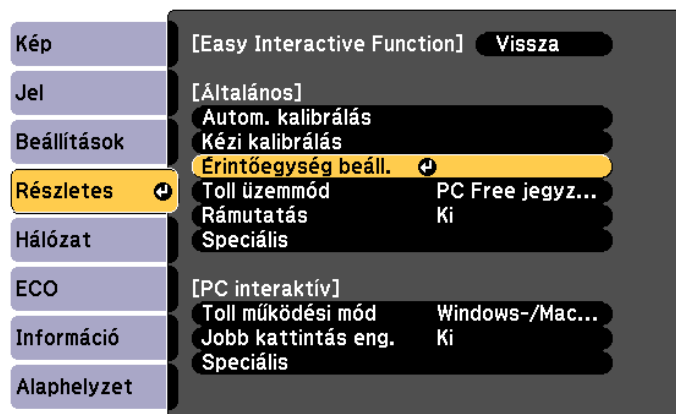 Kép
Jel
Beállítások
Részletes
Hálózat
ECO
Információ
Alaphelyzet
[Easy Interactive Function] Vissza
[Általános]
Autom. kalibrálás
Kézi kalibrálás
Érintőegység beáll.
Toll üzemmód PC Free jegyz...
Rámutatás Ki
Speciális
[PC interaktív]
Toll működési mód Windows-/Mac...
Jobb kattintás eng. Ki
Speciális